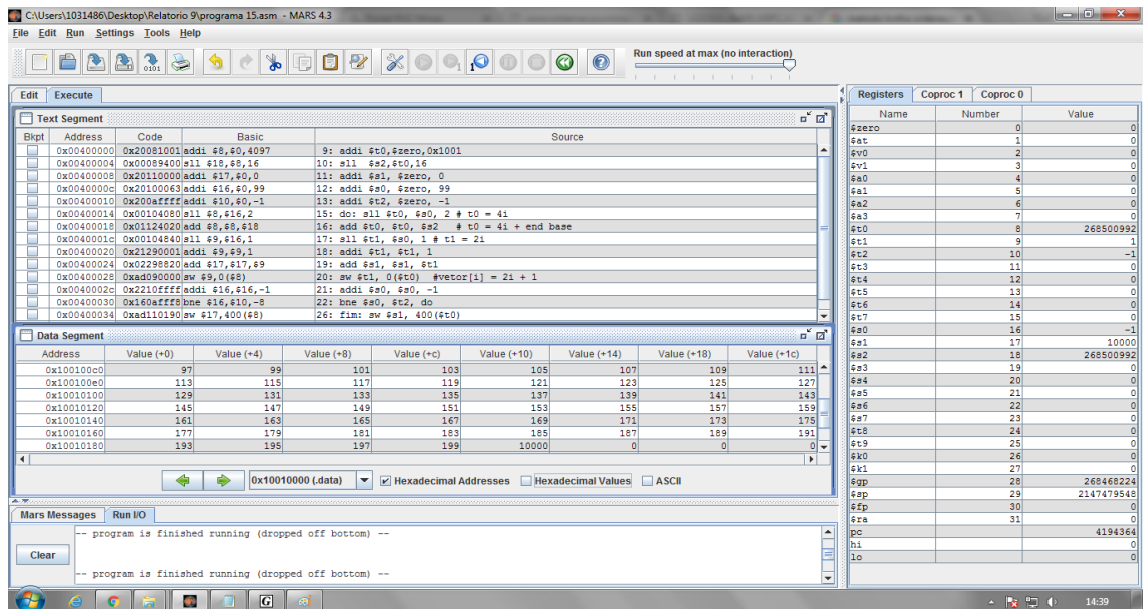 C:\Users\1031486\Desktop\Relatorio 9\programa 15.asm - MARS 4.3
File Edit Run Settings Tools Help
Run speed at max (no interaction)
Edit Execute
Text Segment
Bkpt Address Code Basic Source
0x00400000 0x20081001 addi $8,$0,4097 9: addi $t0,$zero,0x1001
0x00400004 0x00089400 sll $18,$8,16 10: sll $s2,$t0,16
0x00400008 0x20110000 addi $17,$0,0 11: addi $s1, $zero, 0
0x0040000c 0x20100063 addi $16,$0,99 12: addi $s0, $zero, 99
0x00400010 0x200affff addi $10,$0,-1 13: addi $t2, $zero, -1
0x00400014 0x00104080 sll $8,$16,2 15: do: sll $t0, $s0, 2 # t0 = 4i
0x00400018 0x01124020 add $8,$8,$18 16: add $t0, $t0, $s2 # t0 = 4i + end base
0x0040001c 0x00104840 sll $9,$16,1 17: sll $t1, $s0, 1 # t1 = 2i
0x00400020 0x21290001 addi $9,$9,1 18: addi $t1, $t1, 1
0x00400024 0x02298820 add $17,$17,$9 19: add $s1, $s1, $t1
0x00400028 0xad090000 sw $9,0($8) 20: sw $t1, 0($t0) #vetor[i] = 2i + 1
0x0040002c 0x2210ffff addi $16,$16,-1 21: addi $s0, $s0, -1
0x00400030 0x160afff8 bne $16,$10,-8 22: bne $s0, $t2, do
0x00400034 0xad110190 sw $17,400($8) 26: fim: sw $s1, 400($t0)
Data Segment
Address Value (+0) Value (+4) Value (+8) Value (+c) Value (+10) Value (+14) Value (+18) Value (+1c)
0x100100c0 97 99 101 103 105 107 109 111
0x100100e0 113 115 117 119 121 123 125 127
0x10010100 129 131 133 135 137 139 141 143
0x10010120 145 147 149 151 153 155 157 159
0x10010140 161 163 165 167 169 171 173 175
0x10010160 177 179 181 183 185 187 189 191
0x10010180 193 195 197 199 10000 0 0 0
0x10010000 (.data) Hexadecimal Addresses Hexadecimal Values ASCII
Mars Messages Run I/O
-- program is finished running (dropped off bottom) --
Clear
-- program is finished running (dropped off bottom) --
Registers Coproc 1 Coproc 0
Name Number Value
$zero 0 0
$at 1 0
$v0 2 0
$v1 3 0
$a0 4 0
$a1 5 0
$a2 6 0
$a3 7 0
$t0 8 268500992
$t1 9 1
$t2 10 -1
$t3 11 0
$t4 12 0
$t5 13 0
$t6 14 0
$t7 15 0
$s0 16 -1
$s1 17 10000
$s2 18 268500992
$s3 19 0
$s4 20 0
$s5 21 0
$s6 22 0
$s7 23 0
$t8 24 0
$t9 25 0
$k0 26 0
$k1 27 0
$gp 28 268468224
$sp 29 2147479548
$fp 30 0
$ra 31 0
pc 4194364
hi 0
lo 0
14:39